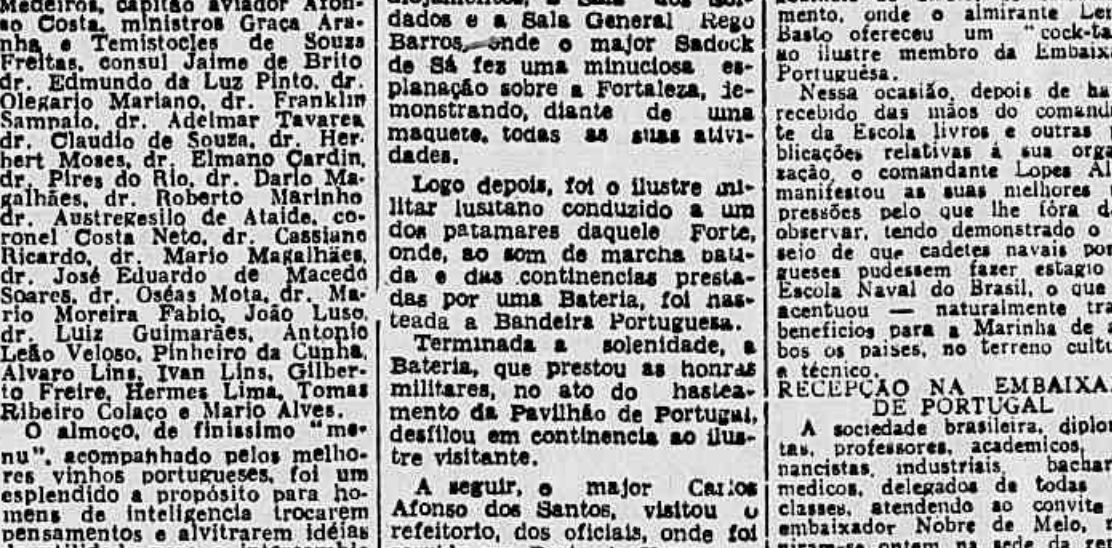 Medeiros, capitão aviador Afon-
so Costa, ministros Graça Ara-
nha e Temistocles de Souza
Freitas, consul Jaime de Brito
dr. Edmundo da Luz Pinto, dr.
Olegario Mariano, dr. Franklin
Sampaio, dr. Adelmar Tavares
dr. Claudio de Souza, dr. Her-
bert Moses, dr. Elmano Cardin,
dr. Pires do Rio, dr. Dario Ma-
galhães, dr. Roberto Marinho
dr. Austregesilo de Ataide, co-
ronel Costa Neto, dr. Cassiano
Ricardo, dr. Mario Magalhães,
dr. José Eduardo de Macedo
Soares, dr. Oséas Mota, dr. Ma-
rio Moreira Fabio, João Luso,
dr. Luiz Guimarães, Antonio
Leão Veloso, Pinheiro da Cunha,
Alvaro Lins, Ivan Lins, Gilber-
to Freire, Hermes Lima, Tomas
Ribeiro Colaço e Mario Alves.
O almoço, de finissimo "me-
nu", acompanhado pelos melho-
res vinhos portugueses, foi um
esplendido a propósito para ho-
mens de inteligencia trocarem
pensamentos e alvitrarem idéias
dados e a Sala General Rego
Barros, onde o major Sadock
de Sá fez uma minuciosa es-
planação sobre a Fortaleza, de-
monstrando, diante de uma
maquete, todas as suas ativi-
dades.
Logo depois, foi o ilustre mi-
litar lusitano conduzido a um
dos patamares daquele Forte,
onde, ao som de marcha bati-
da e das continencias presta-
das por uma Bateria, foi has-
teada a Bandeira Portuguesa.
Terminada a solenidade, a
Bateria, que prestou as honras
militares, no ato do hastea-
mento da Pavilhão de Portugal,
desfilou em continencia ao ilus-
tre visitante.
A seguir, o major Carlos
Afonso dos Santos, visitou o
refeitorio, dos oficiais, onde foi
mento, onde o almirante Le
Basto ofereceu um "cock-ta
ao ilustre membro da Embaix
Portuguésa.
Nessa ocasião, depois de ha
recebido das mãos do comand
te da Escola livros e outras
blicações relativas á sua orga
zação, o comandante Lopes Al
manifestou as suas melhores
pressões pelo que lhe fôra d
observar, tendo demonstrado o
sejo de que cadetes navais por
gueses pudessem fazer estagio
Escola Naval do Brasil, o que
acentuou — naturalmente tra
beneficios para a Marinha de
bos os paises, no terreno cultu
e técnico.
RECEPÇÃO NA EMBAIXA
DE PORTUGAL
A sociedade brasileira, diplom
tas, professores, academicos,
nancistas, industriais, bachar
medicos, delegados de todas
classes, atendendo ao convite
embaixador Nobre de Melo,
ontem na sede da